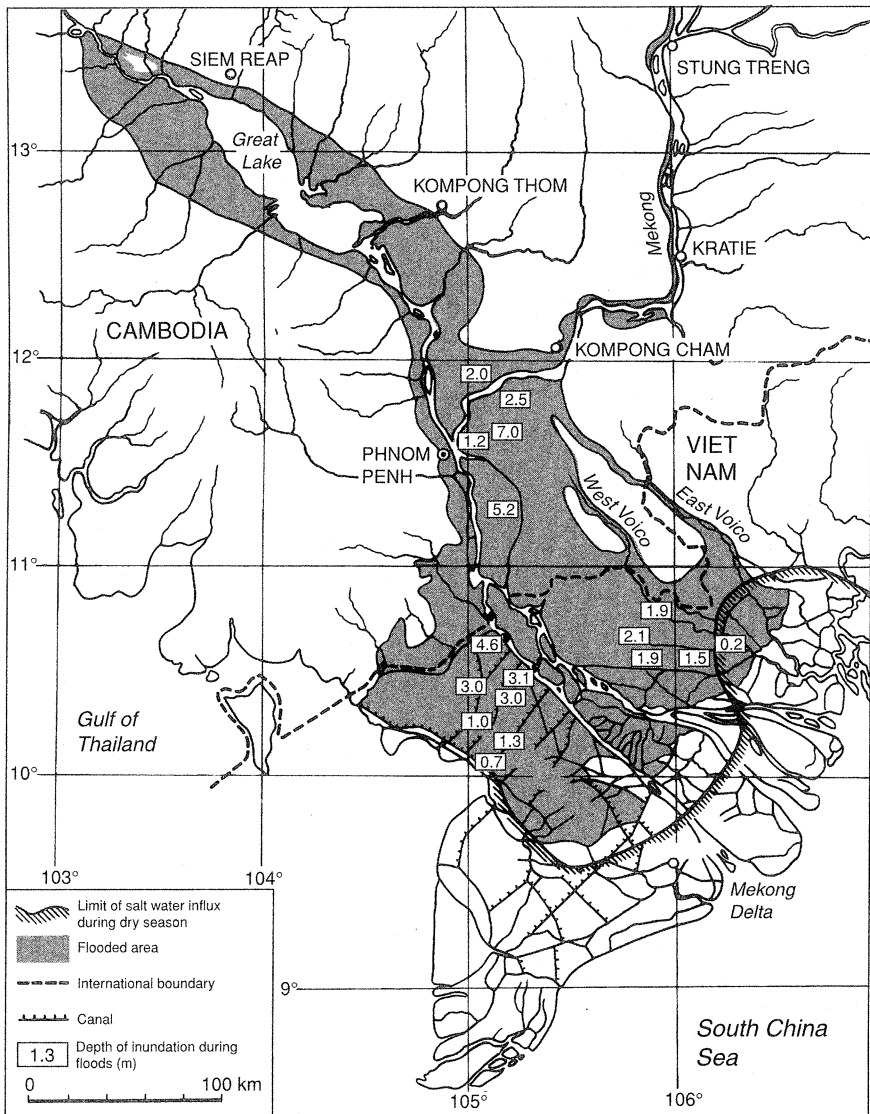 SIEM REAP
STUNG TRENG
13°
Great
Lake
KOMPONG THOM
Mekong
KRATIE
CAMBODIA
12°
KOMPONG CHAM
2.0
2.5
7.0
1.2
PHNOM
PENH
VIET
NAM
West Voico
East Voico
5.2
11°
1.9
2.1
0.2
4.6
1.9
1.5
3.1
3.0
3.0
Gulf of
Thailand
1.0
1.3
0.7
10°
103°
104°
Mekong
Delta
Limit of salt water influx
during dry season
Flooded area
International boundary
9°
Canal
1.3
Depth of inundation during
floods (m)
0
100 km
South China
Sea
105°
106°